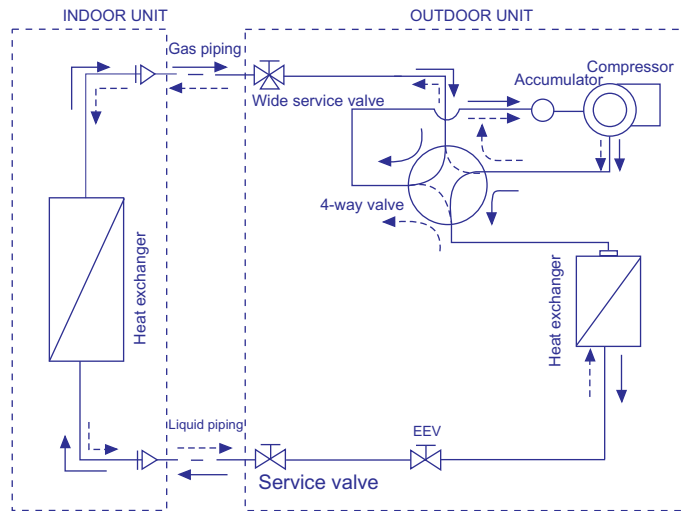 INDOOR UNIT
OUTDOOR UNIT
Gas piping
Compressor
Accumulator
Wide service valve
4-way valve
Heat exchanger
Heat exchanger
Liquid piping
EEV
Service valve